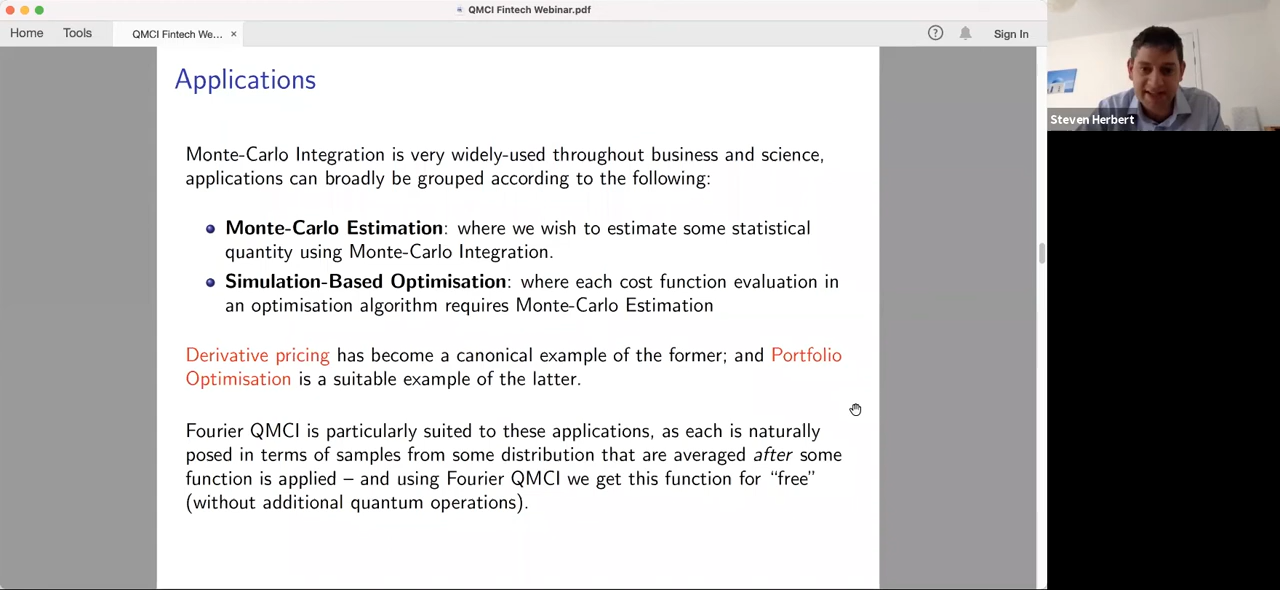 QMCI Fintech Webinar.pdf
Home Tools QMCI Fintech We... × ? Sign In
Applications
Monte-Carlo Integration is very widely-used throughout business and science,
applications can broadly be grouped according to the following:
Monte-Carlo Estimation: where we wish to estimate some statistical
quantity using Monte-Carlo Integration.
Simulation-Based Optimisation: where each cost function evaluation in
an optimisation algorithm requires Monte-Carlo Estimation
Derivative pricing has become a canonical example of the former; and Portfolio
Optimisation is a suitable example of the latter.
Fourier QMCI is particularly suited to these applications, as each is naturally
posed in terms of samples from some distribution that are averaged after some
function is applied – and using Fourier QMCI we get this function for “free”
(without additional quantum operations).
Steven Herbert